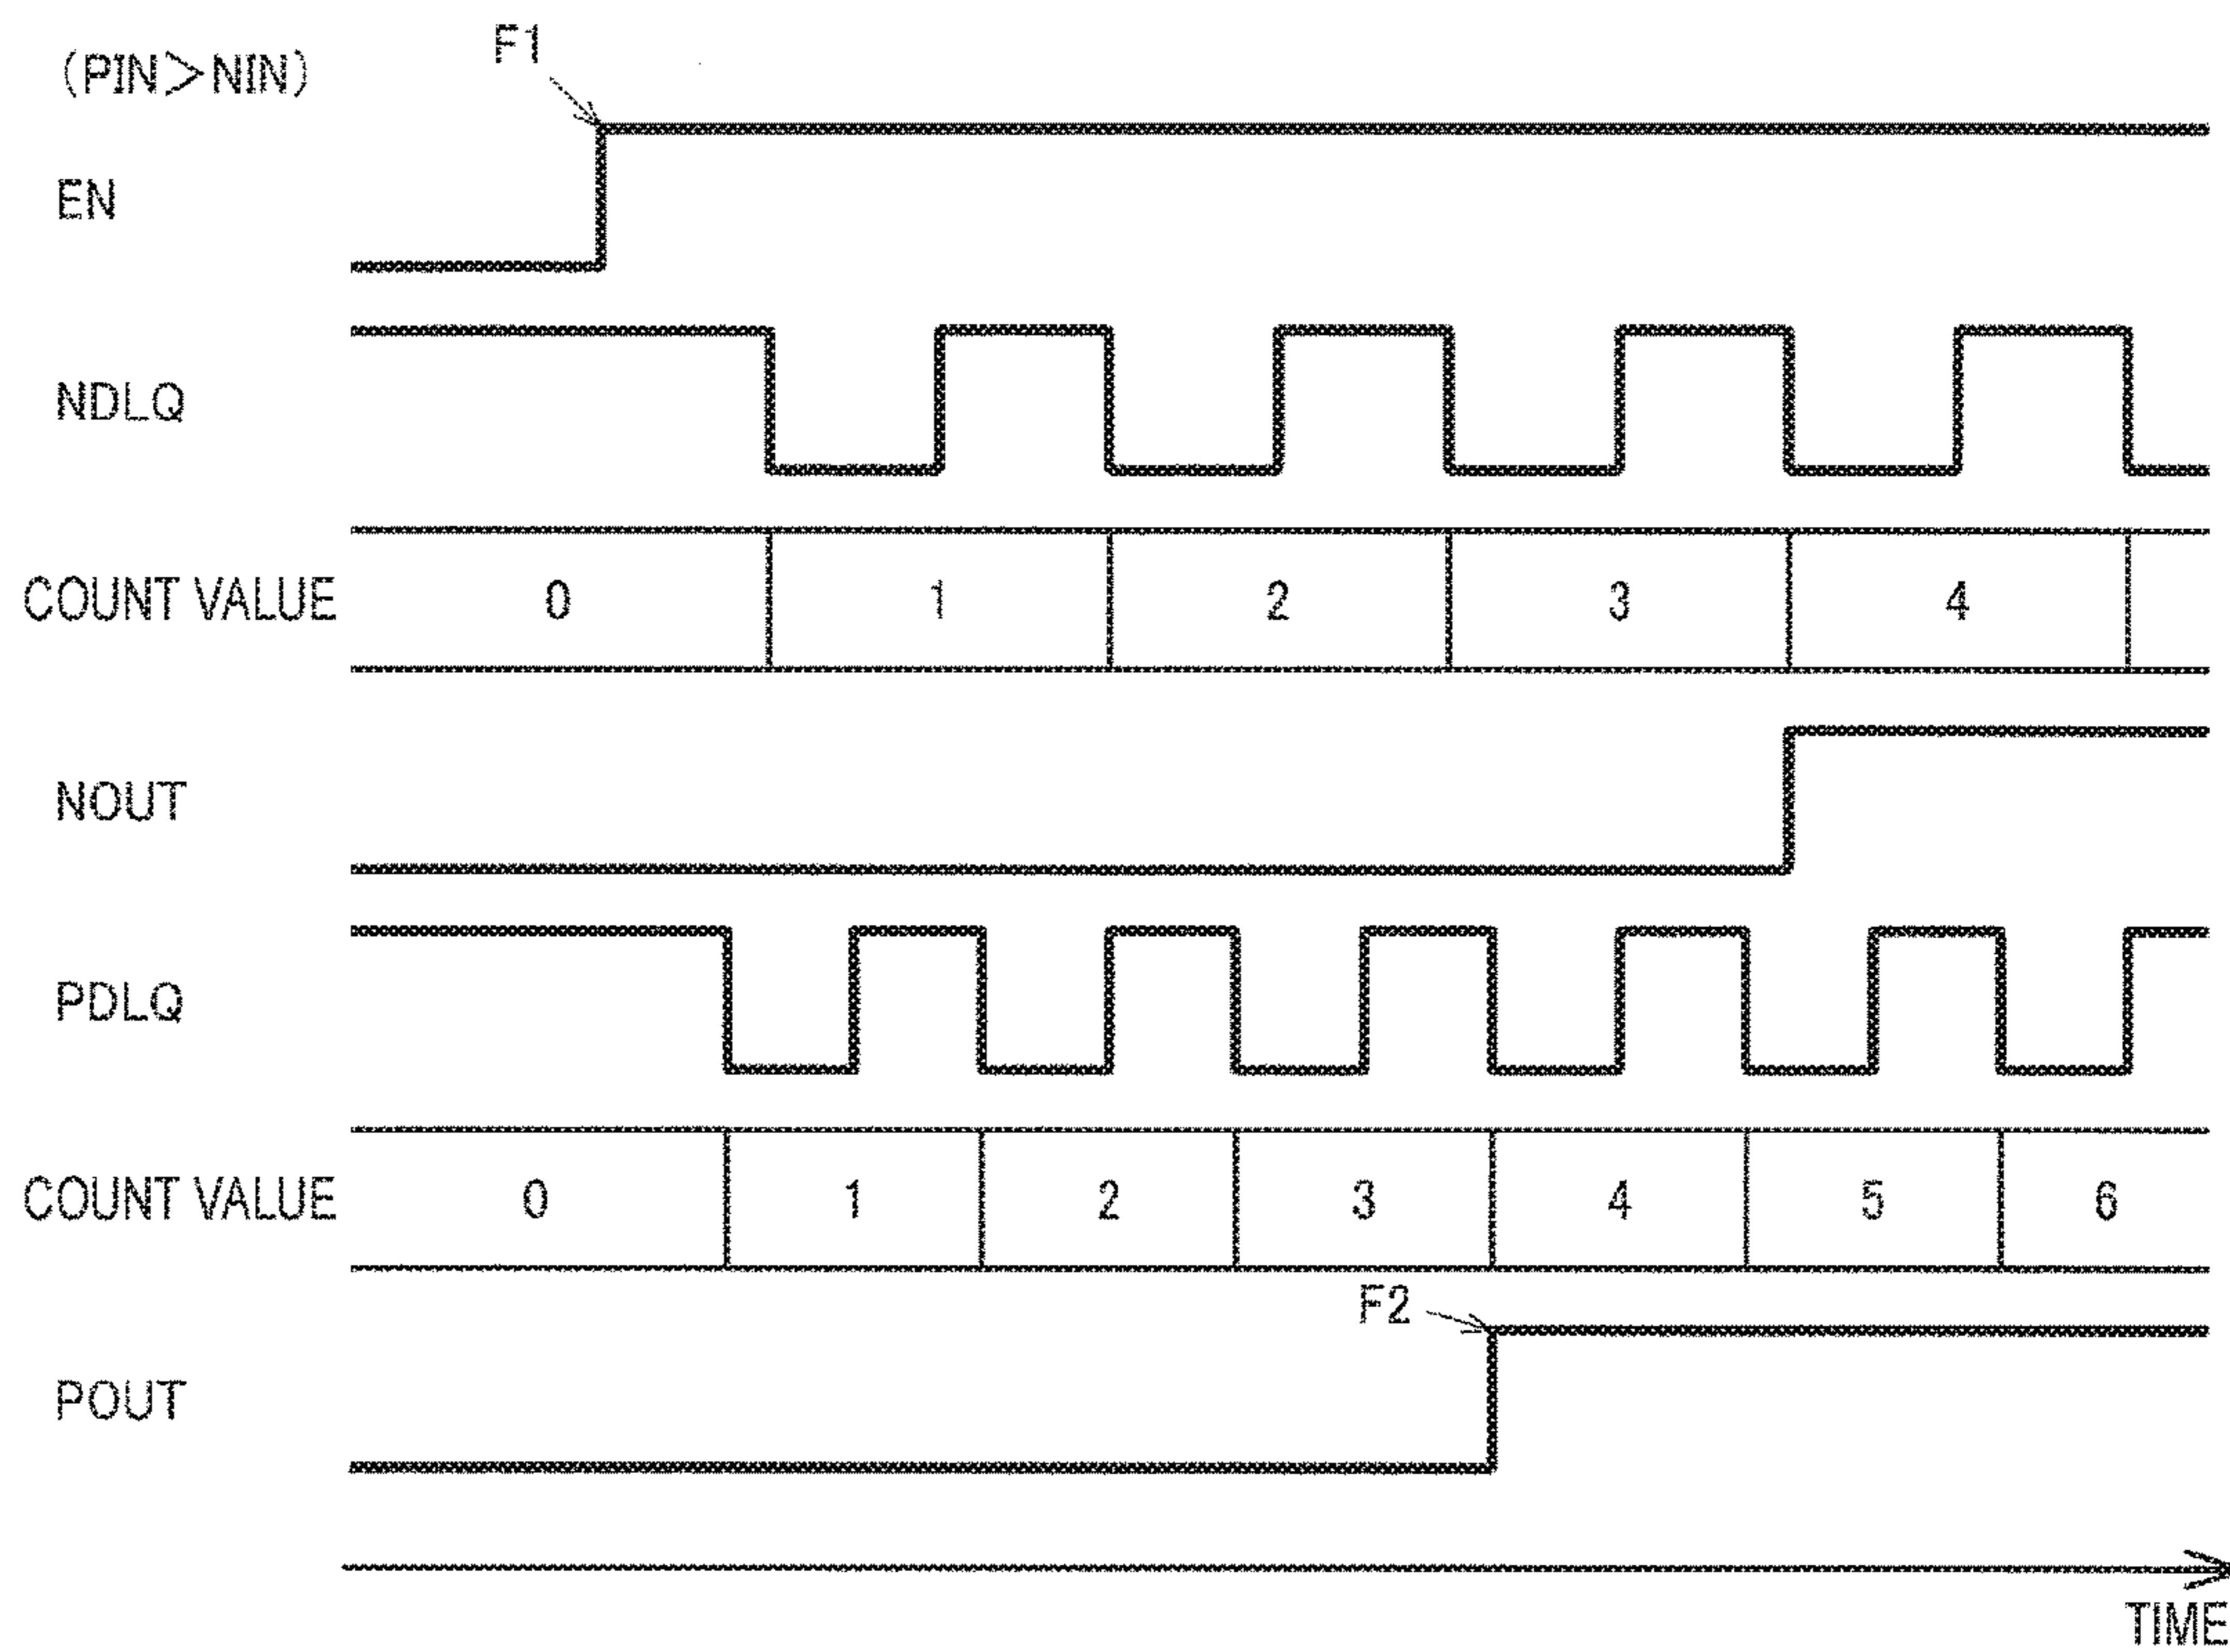 F1
(PIN>NIN)
EN
NDLQ
COUNT VALUE 0 1 2 3 4
NOUT
PDLQ
COUNT VALUE 0 1 2 3 4 5 6
F2
POUT
TIME